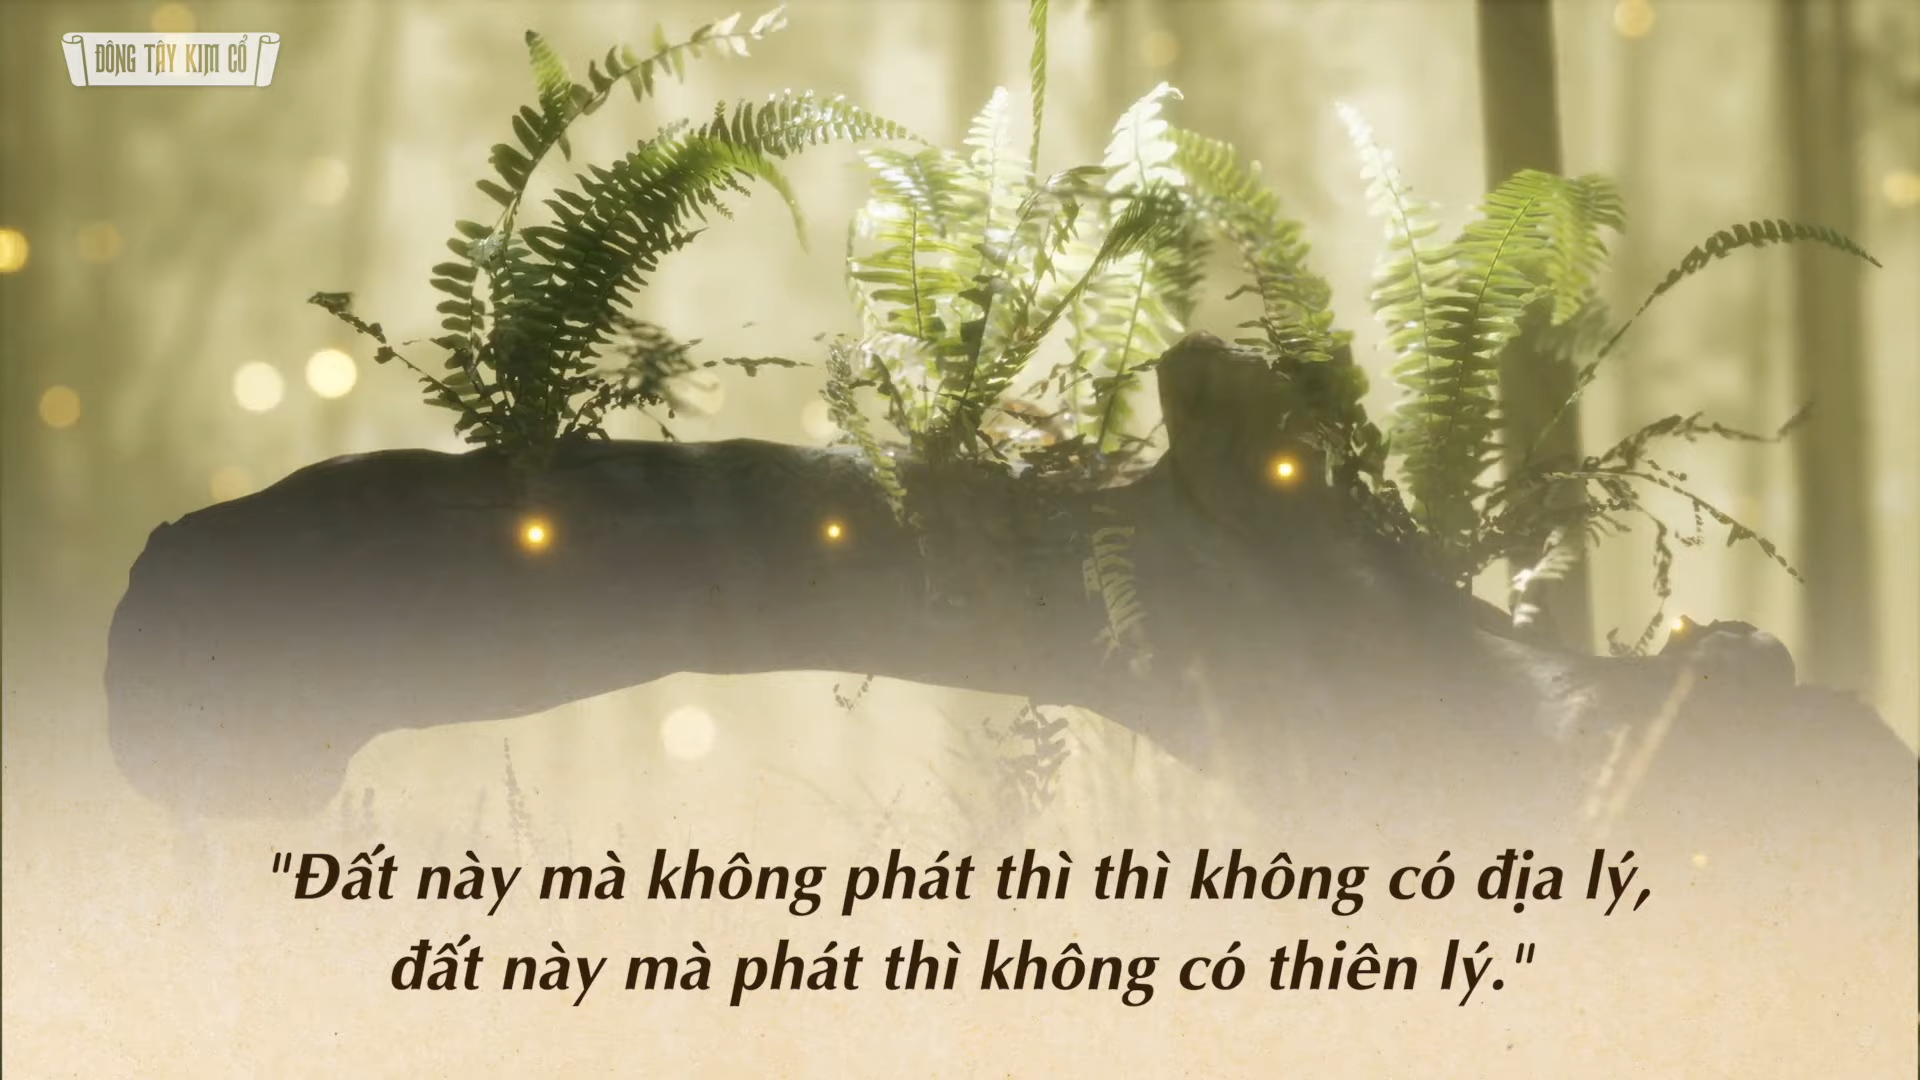 ĐÔNG TÂY KIM CỔ
"Đất này mà không phát thì thì không có địa lý,
đất này mà phát thì không có thiên lý."